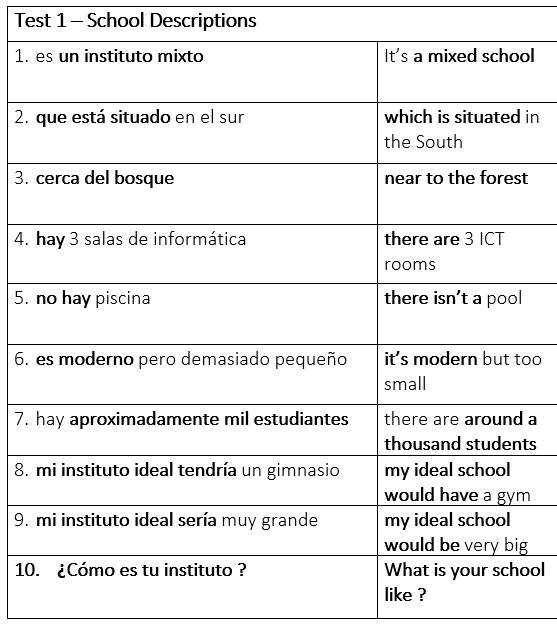 Test 1 – School Descriptions
1. es un instituto mixto
It's a mixed school
2. que está situado en el sur
which is situated in
the South
3. cerca del bosque
near to the forest
4. hay 3 salas de informática
there are 3 ICT
rooms
5. no hay piscina
there isn't a pool
6. es moderno pero demasiado pequeño
it's modern but too
small
7. hay aproximadamente mil estudiantes
there are around a
thousand students
8. mi instituto ideal tendría un gimnasio
my ideal school
would have a gym
9. mi instituto ideal sería muy grande
my ideal school
would be very big
10. ¿Cómo es tu instituto ?
What is your school
like ?